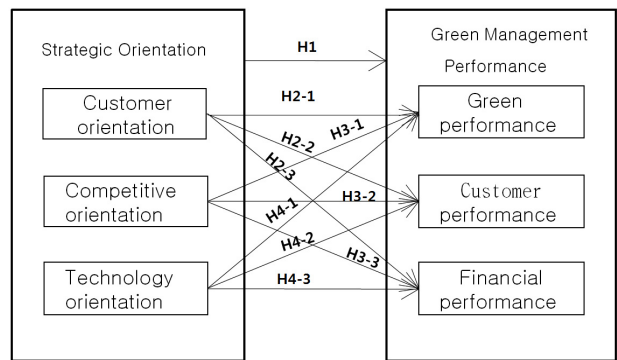 Strategic Orientation
Customer
orientation
Competitive
orientation
Technology
orientation
H1
H2-1
H3-1
H2-2
H2-3
H3-2
H4-1
H4-2
H3-3
H4-3
Green Management
Performance
Green
performance
Customer
performance
Financial
performance